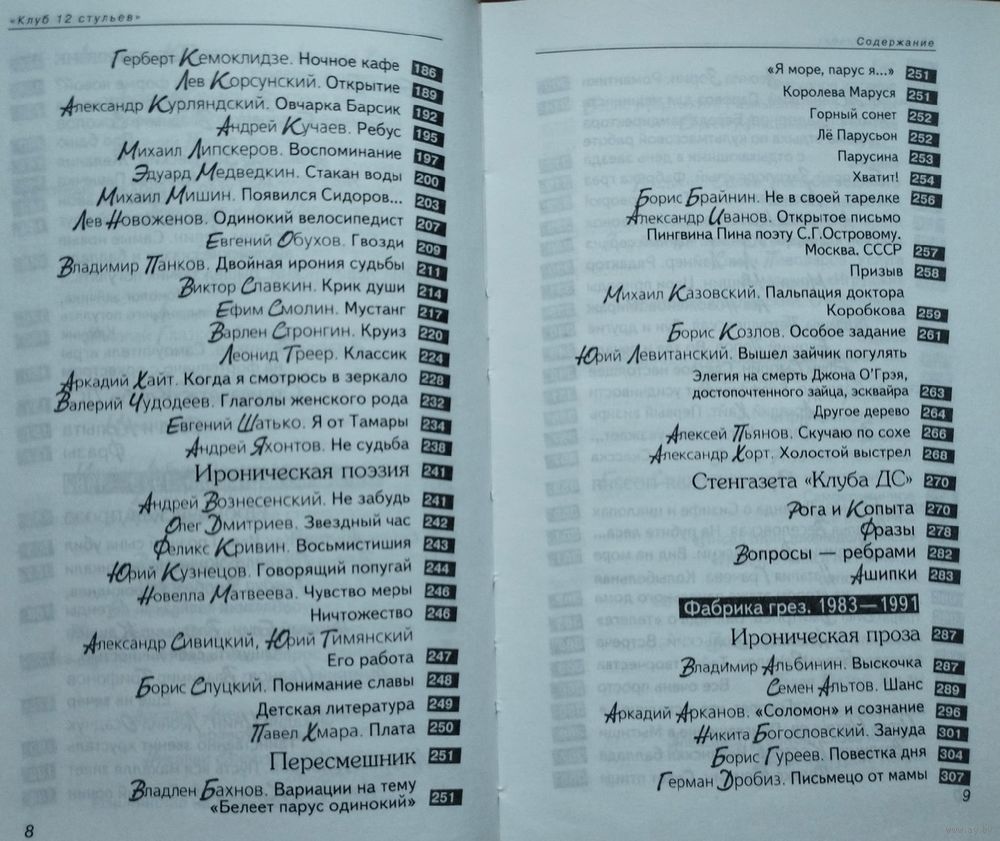 «Клуб 12 стульев»
Герберт Кемоклидзе. Ночное кафе 186
Лев Корсунский. Открытие 189
Александр Курляндский. Овчарка Барсик 192
Андрей Кучаев. Ребус 195
Михаил Липскеров. Воспоминание 197
Эдуард Медведкин. Стакан воды 200
Михаил Мишин. Появился Сидоров... 203
Лев Новоженов. Одинокий велосипедист 207
Евгений Обухов. Гвозди 209
Владимир Панков. Двойная ирония судьбы 211
Виктор Славкин. Крик души 214
Ефим Смолин. Мустанг 217
Варлен Стронгин. Круиз 220
Леонид Треер. Классик 224
Аркадий Хайт. Когда я смотрюсь в зеркало 228
Валерий Чудодеев. Глаголы женского рода 232
Евгений Шатько. Я от Тамары 234
Андрей Яхонтов. Не судьба 238
Ироническая поэзия 241
Андрей Вознесенский. Не забудь 241
Олег Дмитриев. Звездный час 242
Феликс Кривин. Восьмистишия 243
Юрий Кузнецов. Говорящий попугай 244
Новелла Матвеева. Чувство меры 246
Ничтожество 246
Александр Сивицкий, Юрий Тимянский
Его работа 247
Борис Слуцкий. Понимание славы 248
Детская литература 249
Павел Хмара. Плата 250
Пересмешник 251
Владлен Бахнов. Вариации на тему
«Белеет парус одинокий» 251
8
Содержание
«Я море, парус я...» 251
Королева Маруся 251
Горный сонет 252
Лё Парусьон 252
Парусина 253
Хватит! 254
Борис Брайнин. Не в своей тарелке 256
Александр Иванов. Открытое письмо
Пингвина Пина поэту С.Г.Островому.
Москва. СССР 257
Призыв 258
Михаил Казовский. Пальпация доктора
Коробкова 259
Борис Козлов. Особое задание 261
Юрий Левитанский. Вышел зайчик погулять
Элегия на смерть Джона О'Грэя,
достопочтенного зайца, эсквайра 263
Другое дерево 264
Алексей Пьянов. Скучаю по сохе 266
Александр Хорт. Холостой выстрел 268
Стенгазета «Клуба ДС» 270
Рога и Копыта 270
Фразы 278
Вопросы — ребрами 282
Ашипки 283
Фабрика грез. 1983—1991
Ироническая проза 287
Владимир Альбинин. Выскочка 287
Семен Альтов. Шанс 289
Аркадий Арканов. «Соломон» и сознание 296
Никита Богословский. Зануда 301
Борис Гуреев. Повестка дня 304
Герман Дробиз. Письмецо от мамы 307
9
www.ay.by